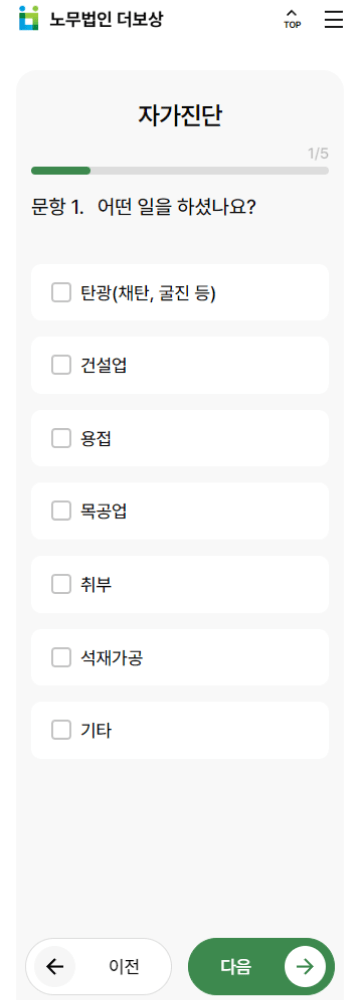 노무법인 더보상
TOP
자가진단
1/5
문항 1. 어떤 일을 하셨나요?
탄광(채탄, 굴진 등)
건설업
용접
목공업
취부
석재가공
기타
이전
다음